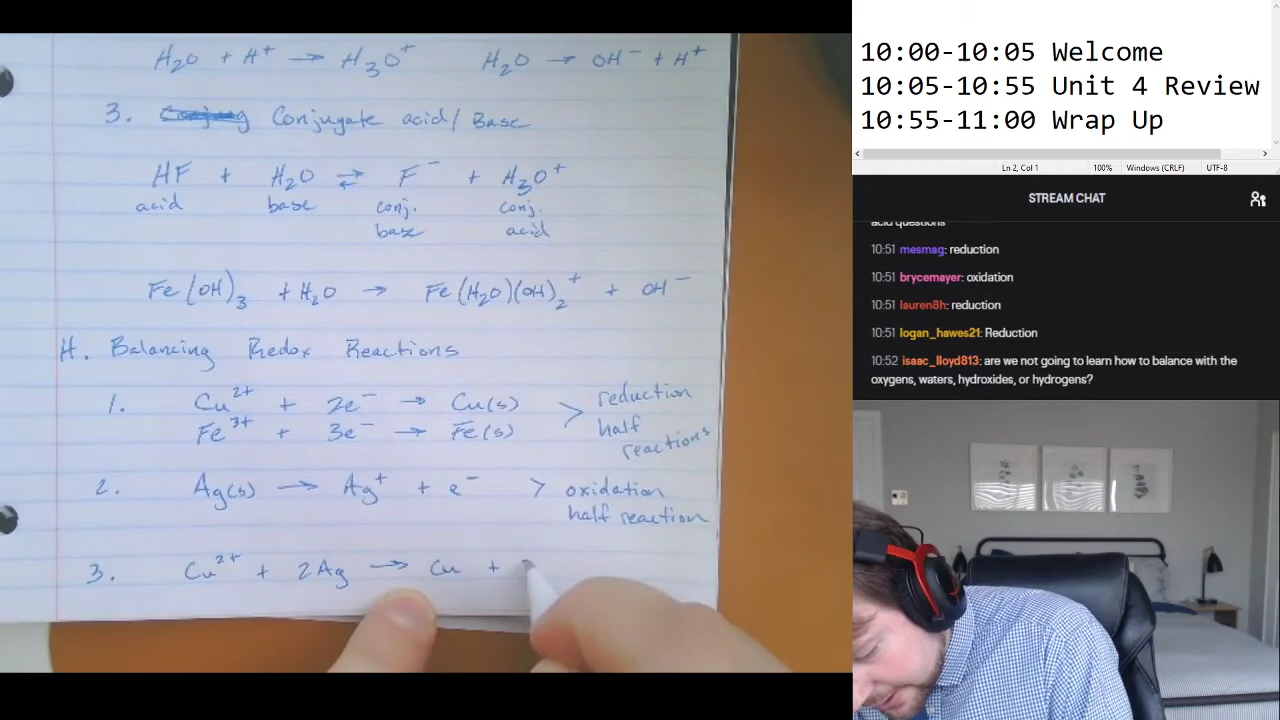 H₂O + H⁺ → H₃O⁺ H₂O → OH⁻ + H⁺
3. Conjugate acid/Base
HF + H₂O ⇌ F⁻ + H₃O⁺
acid base conj. conj.
base acid
Fe(OH)₃ + H₂O → Fe(H₂O)(OH)₂⁺ + OH⁻
H. Balancing Redox Reactions
1. Cu²⁺ + 2e⁻ → Cu(s) > reduction
Fe³⁺ + 3e⁻ → Fe(s) half
reactions
2. Ag(s) → Ag⁺ + e⁻ > oxidation
half reaction
3. Cu²⁺ + 2Ag → Cu +
10:00-10:05 Welcome
10:05-10:55 Unit 4 Review
10:55-11:00 Wrap Up
Ln 2, Col 1 100% Windows (CRLF) UTF-8
STREAM CHAT
acid questions
10:51 mesmag: reduction
10:51 brycemayer: oxidation
10:51 lauren8h: reduction
10:51 logan_hawes21: Reduction
10:52 isaac_lloyd813: are we not going to learn how to balance with the
oxygens, waters, hydroxides, or hydrogens?